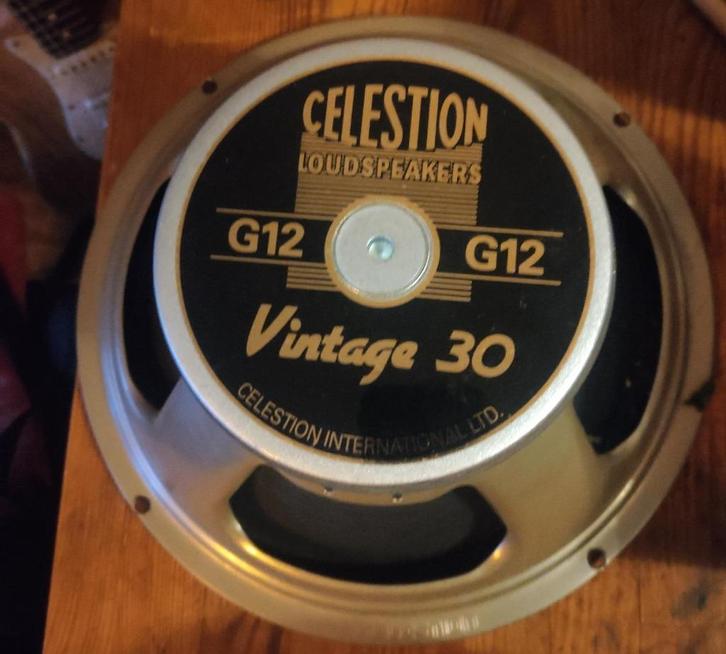 CELESTION
LOUDSPEAKERS
G12 G12
Vintage 30
CELESTION INTERNATIONAL LTD.